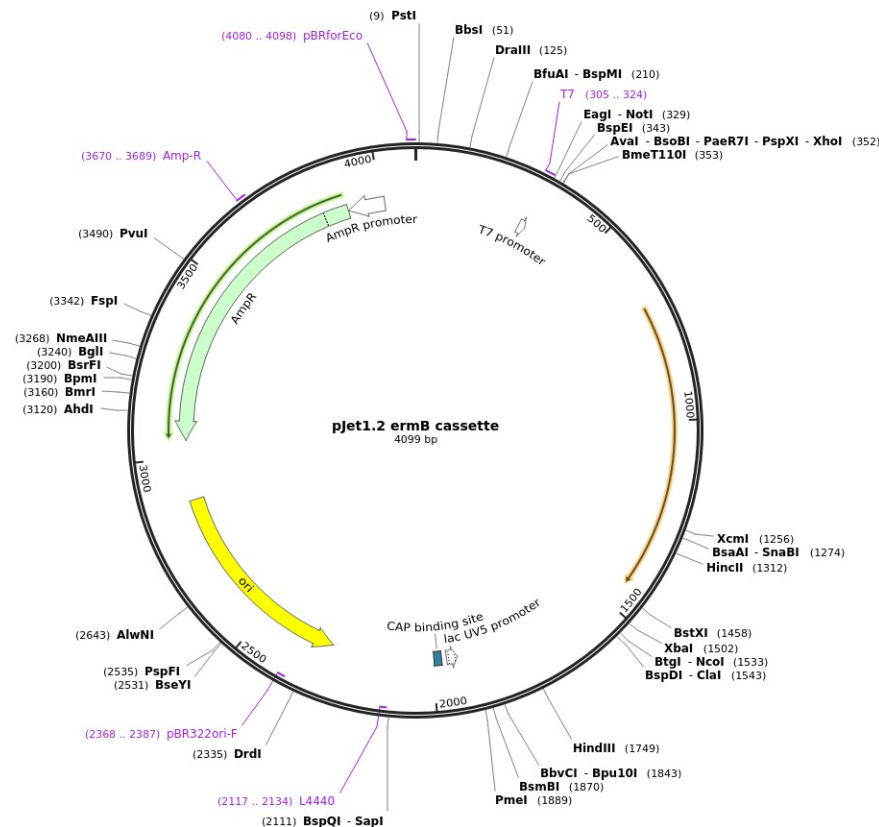 (9) PstI
BbsI (51)
DraIII (125)
BfuAI - BspMI (210)
T7 (305 .. 324)
EagI - NotI (329)
BspEI (343)
AvaI - BsoBI - PaeR7I - PspXI - XhoI (352)
BmeT110I (353)
(4080 .. 4098) pBRforEco
(3670 .. 3689) Amp-R
(3490) PvuI
(3342) FspI
(3268) NmeAIII
(3240) BglI
(3200) BsrFI
(3190) BpmI
(3160) BmrI
(3120) AhdI
4000
AmpR promoter
T7 promoter
500
3500
AmpR
1000
pJet1.2 ermB cassette
4099 bp
3000
XcmI (1256)
BsaAI - SnaBI (1274)
HincII (1312)
ori
1500
CAP binding site
lac UV5 promoter
BstXI (1458)
XbaI (1502)
BtgI - NcoI (1533)
BspDI - ClaI (1543)
(2643) AlwNI
2500
(2535) PspFI
(2531) BseYI
2000
(2368 .. 2387) pBR322ori-F
(2335) DrdI
HindIII (1749)
BbvCI - Bpu10I (1843)
BsmBI (1870)
PmeI (1889)
(2117 .. 2134) L4440
(2111) BspQI - SapI